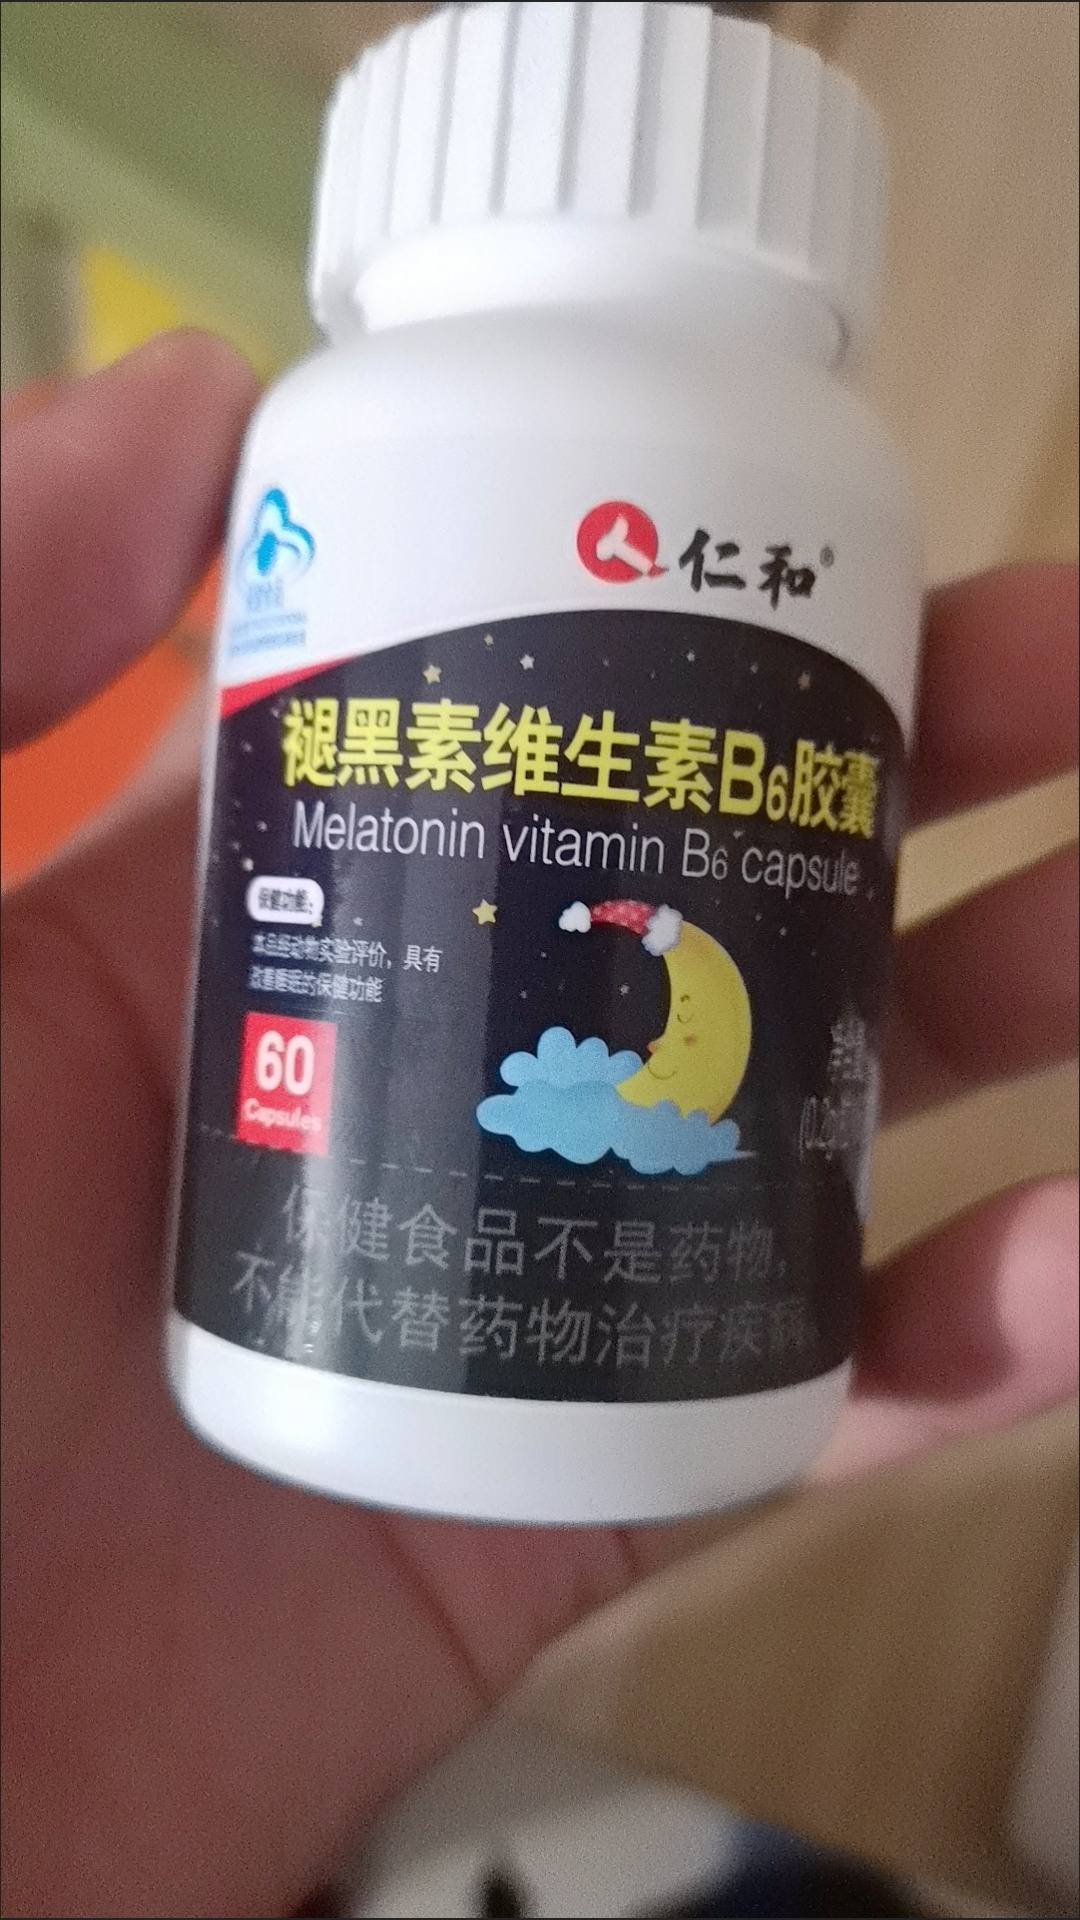 仁和®
褪黑素维生素B6胶囊
Melatonin vitamin B6 capsule
保健功能:
本品经动物实验评价，具有
改善睡眠的保健功能
60
Capsules
保健食品不是药物，
不能代替药物治疗疾病。